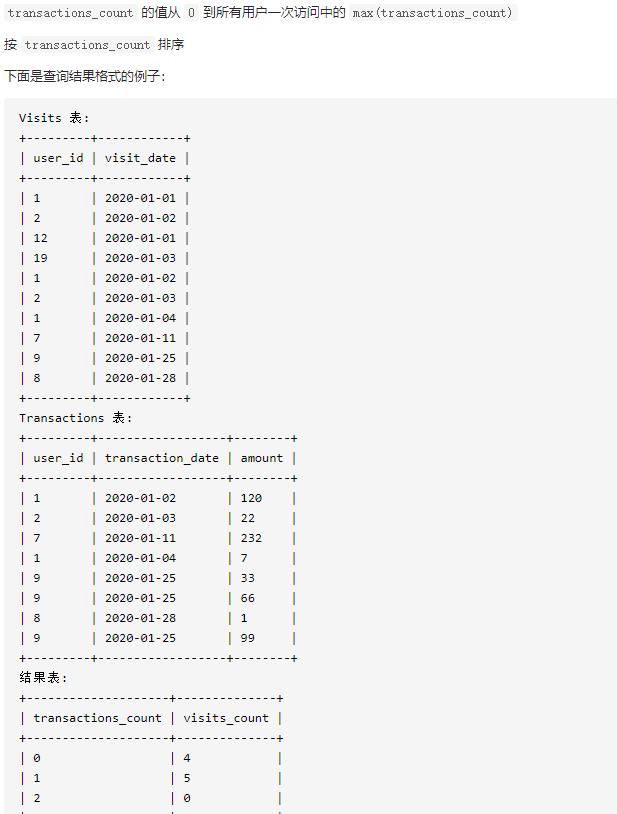 transactions_count 的值从 0 到所有用户一次访问中的 max(transactions_count)
按 transactions_count 排序
下面是查询结果格式的例子:
Visits 表:
+---------+------------+
| user_id | visit_date |
+---------+------------+
| 1       | 2020-01-01 |
| 2       | 2020-01-02 |
| 12      | 2020-01-01 |
| 19      | 2020-01-03 |
| 1       | 2020-01-02 |
| 2       | 2020-01-03 |
| 1       | 2020-01-04 |
| 7       | 2020-01-11 |
| 9       | 2020-01-25 |
| 8       | 2020-01-28 |
+---------+------------+
Transactions 表:
+---------+------------------+--------+
| user_id | transaction_date | amount |
+---------+------------------+--------+
| 1       | 2020-01-02       | 120    |
| 2       | 2020-01-03       | 22     |
| 7       | 2020-01-11       | 232    |
| 1       | 2020-01-04       | 7      |
| 9       | 2020-01-25       | 33     |
| 9       | 2020-01-25       | 66     |
| 8       | 2020-01-28       | 1      |
| 9       | 2020-01-25       | 99     |
+---------+------------------+--------+
结果表:
+--------------------+--------------+
| transactions_count | visits_count |
+--------------------+--------------+
| 0                  | 4            |
| 1                  | 5            |
| 2                  | 0            |